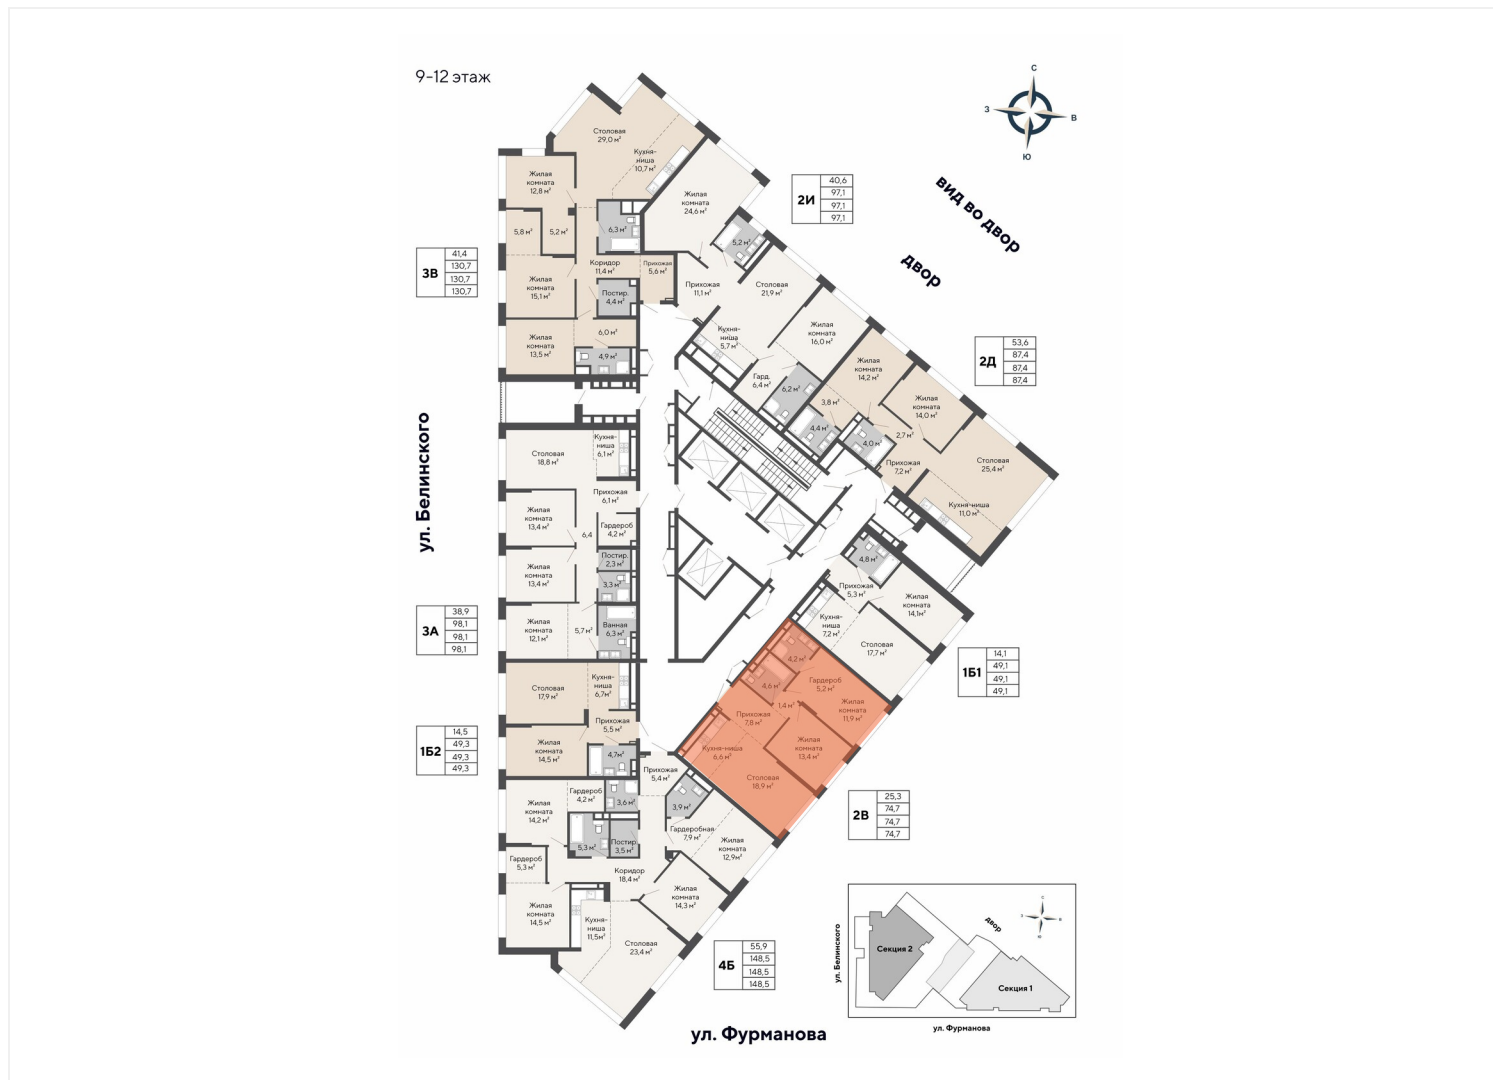 9-12 этаж
С
З
В
Ю
вид во двор
двор
ул. Белинского
ул. Фурманова
Столовая
29,0 м²
Кухня-
ниша
10,7 м²
Жилая
комната
12,8 м²
5,8 м²
5,2 м²
6,3 м²
Коридор
11,4 м²
Прихожая
5,6 м²
Жилая
комната
15,1 м²
Постир.
4,4 м²
Жилая
комната
13,5 м²
6,0 м²
4,9 м²
3В
41,4
130,7
130,7
130,7
Жилая
комната
24,6 м²
5,2 м²
Прихожая
11,1 м²
Столовая
21,9 м²
Кухня-
ниша
5,7 м²
Жилая
комната
16,0 м²
Гард.
6,4 м²
6,2 м²
2И
40,6
97,1
97,1
97,1
Жилая
комната
14,2 м²
3,8 м²
4,4 м²
Жилая
комната
14,0 м²
4,0 м²
2,7 м²
Прихожая
7,2 м²
Столовая
25,4 м²
Кухня-ниша
11,0 м²
2Д
53,6
87,4
87,4
87,4
Столовая
18,8 м²
Кухня-
ниша
6,1 м²
Прихожая
6,1 м²
Жилая
комната
13,4 м²
6,4
Гардероб
4,2 м²
Жилая
комната
13,4 м²
Постир.
2,3 м²
3,3 м²
Жилая
комната
12,1 м²
5,7 м²
Ванная
6,3 м²
3А
38,9
98,1
98,1
98,1
4,8 м²
Прихожая
5,3 м²
Жилая
комната
14,1м²
Кухня-
ниша
7,2 м²
Столовая
17,7 м²
1Б1
14,1
49,1
49,1
49,1
4,2 м²
Гардероб
5,2 м²
4,6 м²
1,4 м²
Жилая
комната
11,9 м²
Прихожая
7,8 м²
Жилая
комната
13,4 м²
Кухня-ниша
6,6 м²
Столовая
18,9 м²
2В
25,3
74,7
74,7
74,7
Столовая
17,9 м²
Кухня-
ниша
6,7м²
Прихожая
5,5 м²
Жилая
комната
14,5 м²
4,7м²
1Б2
14,5
49,3
49,3
49,3
Прихожая
5,4 м²
Гардероб
4,2 м²
3,6 м²
3,9 м²
Жилая
комната
14,2 м²
5,3 м²
Постир.
3,5 м²
Гардеробная
7,9 м²
Жилая
комната
12,9м²
Гардероб
5,3 м²
Коридор
18,4 м²
Жилая
комната
14,3 м²
Жилая
комната
14,5 м²
Кухня-
ниша
11,5м²
Столовая
23,4 м²
4Б
55,9
148,5
148,5
148,5
С
З
В
Ю
двор
ул. Белинского
Секция 2
Секция 1
ул. Фурманова